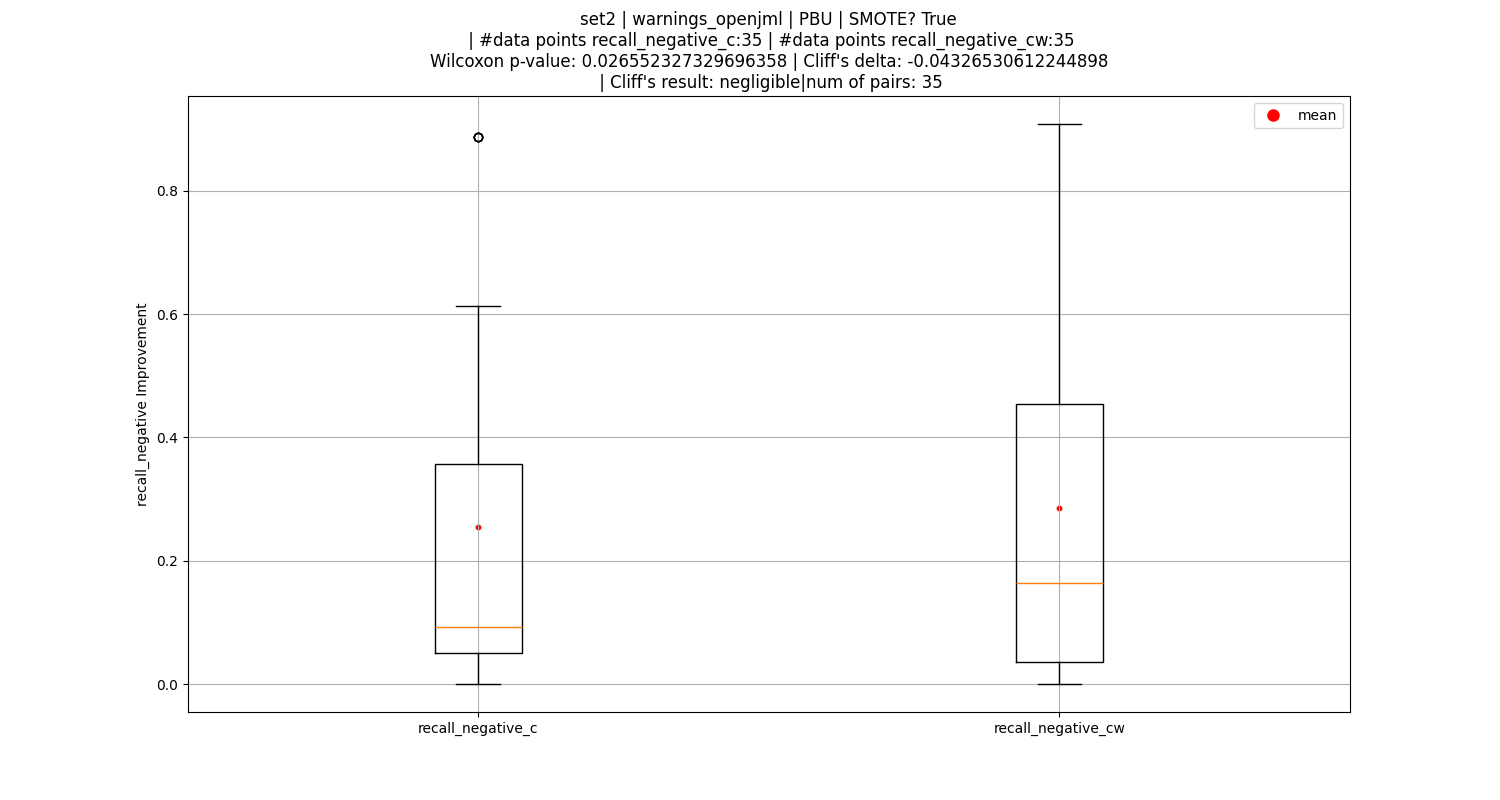 set2 | warnings_openjml | PBU | SMOTE? True
| #data points recall_negative_c:35 | #data points recall_negative_cw:35
Wilcoxon p-value: 0.026552327329696358 | Cliff's delta: -0.04326530612244898
| Cliff's result: negligible|num of pairs: 35
mean
recall_negative Improvement
0.8
0.6
0.4
0.2
0.0
recall_negative_c
recall_negative_cw